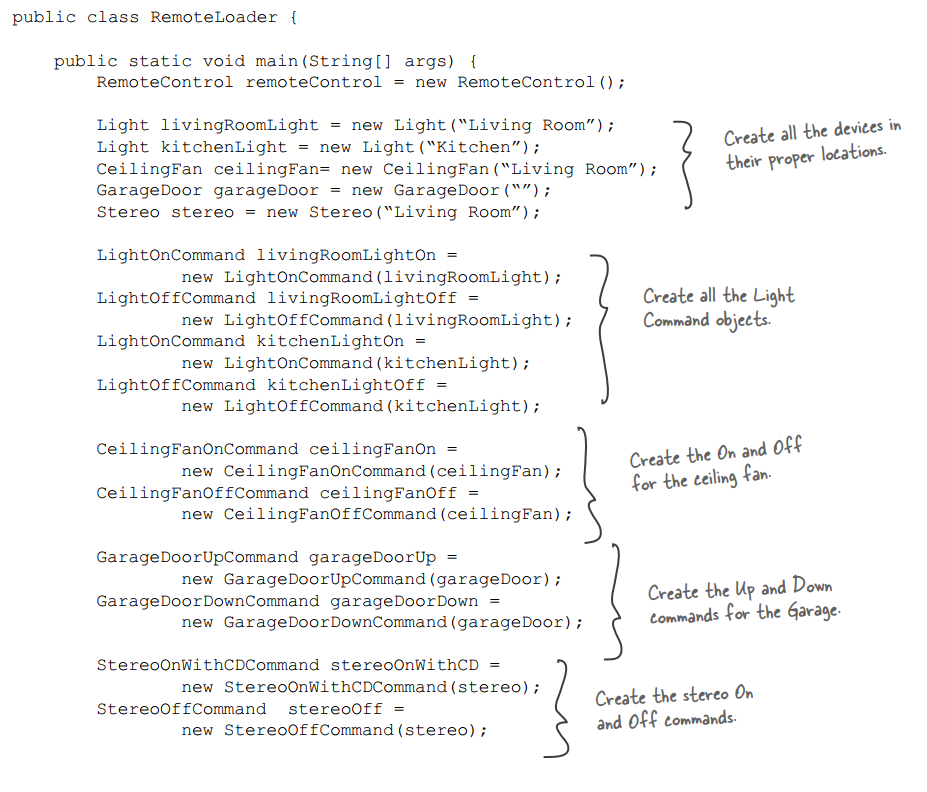 public class RemoteLoader {
public static void main(String[] args) {
RemoteControl remoteControl = new RemoteControl();
Light livingRoomLight = new Light(“Living Room”);
Light kitchenLight = new Light(“Kitchen”);
CeilingFan ceilingFan= new CeilingFan(“Living Room”);
GarageDoor garageDoor = new GarageDoor(“”);
Stereo stereo = new Stereo(“Living Room”);
Create all the devices in
their proper locations.
LightOnCommand livingRoomLightOn =
new LightOnCommand(livingRoomLight);
LightOffCommand livingRoomLightOff =
new LightOffCommand(livingRoomLight);
LightOnCommand kitchenLightOn =
new LightOnCommand(kitchenLight);
LightOffCommand kitchenLightOff =
new LightOffCommand(kitchenLight);
Create all the Light
Command objects.
CeilingFanOnCommand ceilingFanOn =
new CeilingFanOnCommand(ceilingFan);
CeilingFanOffCommand ceilingFanOff =
new CeilingFanOffCommand(ceilingFan);
Create the On and Off
for the ceiling fan.
GarageDoorUpCommand garageDoorUp =
new GarageDoorUpCommand(garageDoor);
GarageDoorDownCommand garageDoorDown =
new GarageDoorDownCommand(garageDoor);
Create the Up and Down
commands for the Garage.
StereoOnWithCDCommand stereoOnWithCD =
new StereoOnWithCDCommand(stereo);
StereoOffCommand  stereoOff =
new StereoOffCommand(stereo);
Create the stereo On
and Off commands.